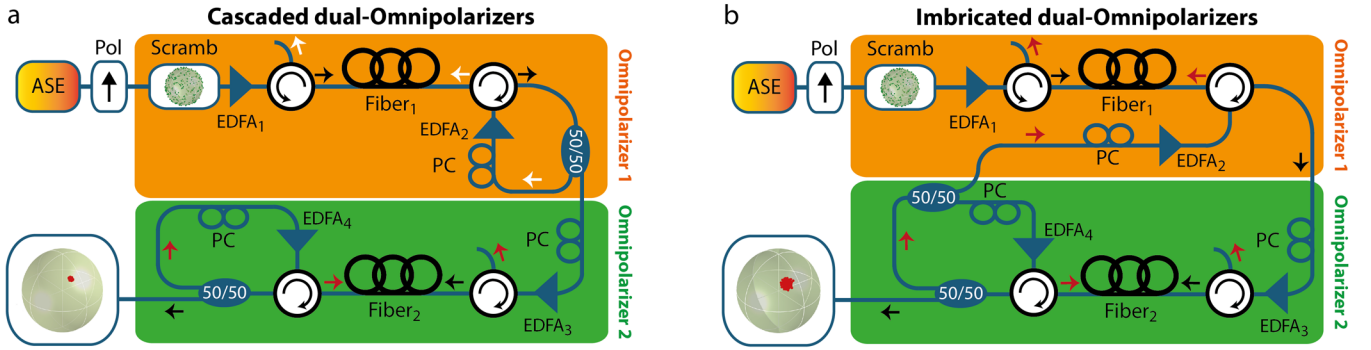 a
Cascaded dual-Omnipolarizers
ASE
Pol
Scramb
EDFA₁
Fiber₁
EDFA₂
PC
50/50
Omnipolarizer 1
PC
EDFA₄
50/50
Fiber₂
PC
EDFA₃
Omnipolarizer 2
b
Imbricated dual-Omnipolarizers
ASE
Pol
Scramb
EDFA₁
Fiber₁
PC
EDFA₂
Omnipolarizer 1
50/50
PC
EDFA₄
50/50
Fiber₂
PC
EDFA₃
Omnipolarizer 2